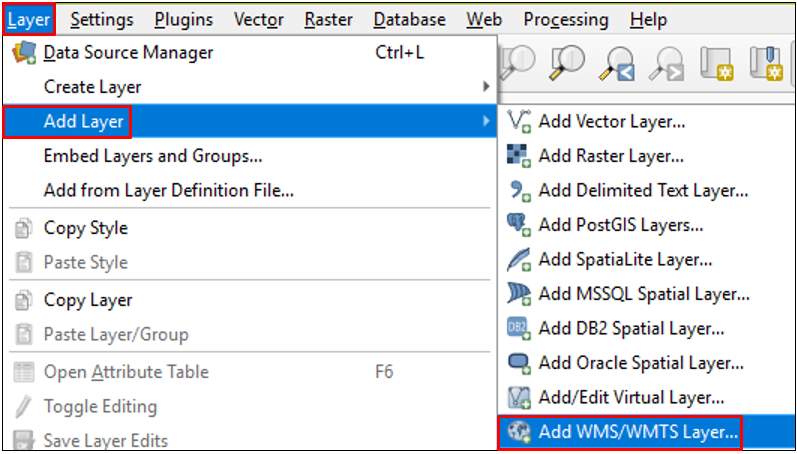 Layer Settings Plugins Vector Raster Database Web Processing Help
Data Source Manager Ctrl+L
Create Layer
Add Layer
Embed Layers and Groups...
Add from Layer Definition File...
Copy Style
Paste Style
Copy Layer
Paste Layer/Group
Open Attribute Table F6
Toggle Editing
Save Layer Edits
Add Vector Layer...
Add Raster Layer...
Add Delimited Text Layer...
Add PostGIS Layers...
Add SpatiaLite Layer...
Add MSSQL Spatial Layer...
DB2 Add DB2 Spatial Layer...
Add Oracle Spatial Layer...
Add/Edit Virtual Layer...
Add WMS/WMTS Layer...